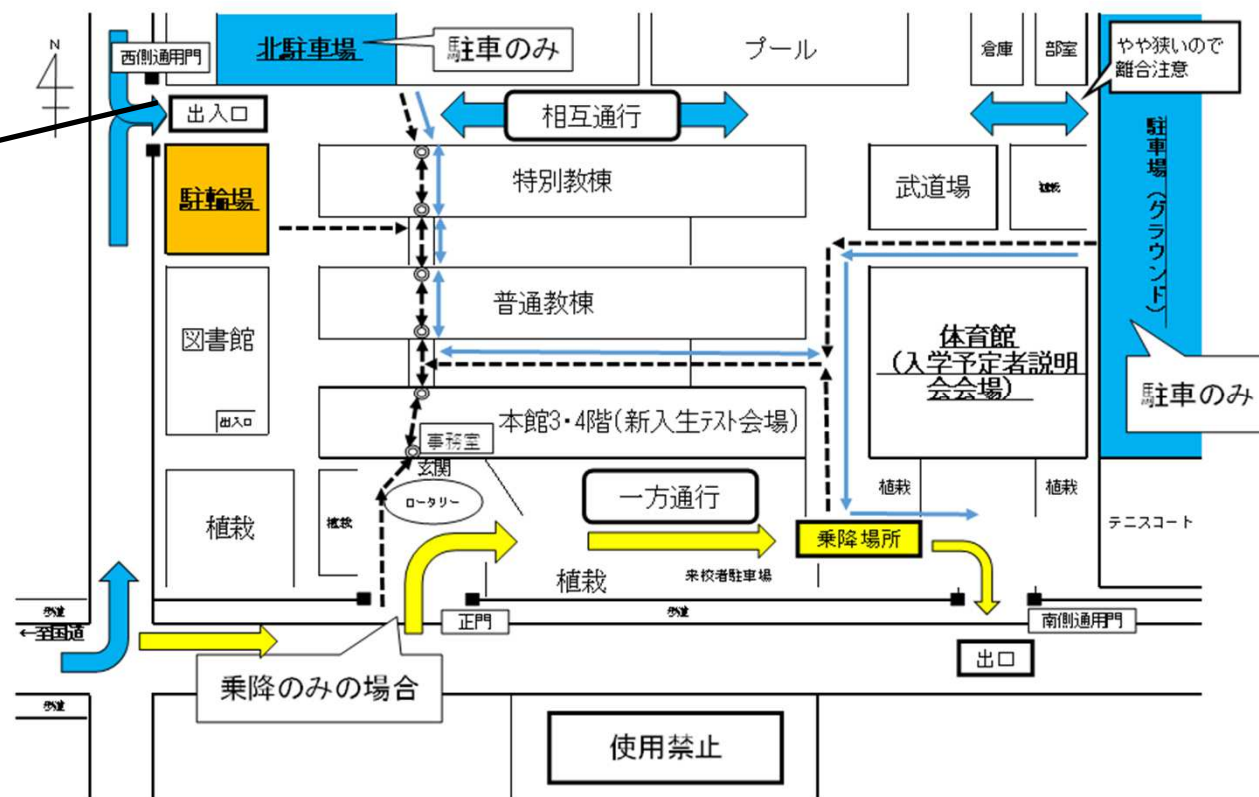 N
西側通用門
北駐車場
駐車のみ
プール
倉庫
部室
やや狭いので
離合注意
出入口
相互通行
駐輪場
特別教棟
武道場
駐車場(グラウンド)
図書館
出入口
普通教棟
体育館
(入学予定者説明
会会場)
駐車のみ
本館3・4階(新入生テスト会場)
事務室
玄関
ロータリー
一方通行
植栽
植栽
植栽
植栽
乗降場所
テニスコート
植栽
来校者駐車場
歩道
歩道
←至国道
正門
南側通用門
出口
乗降のみの場合
歩道
使用禁止